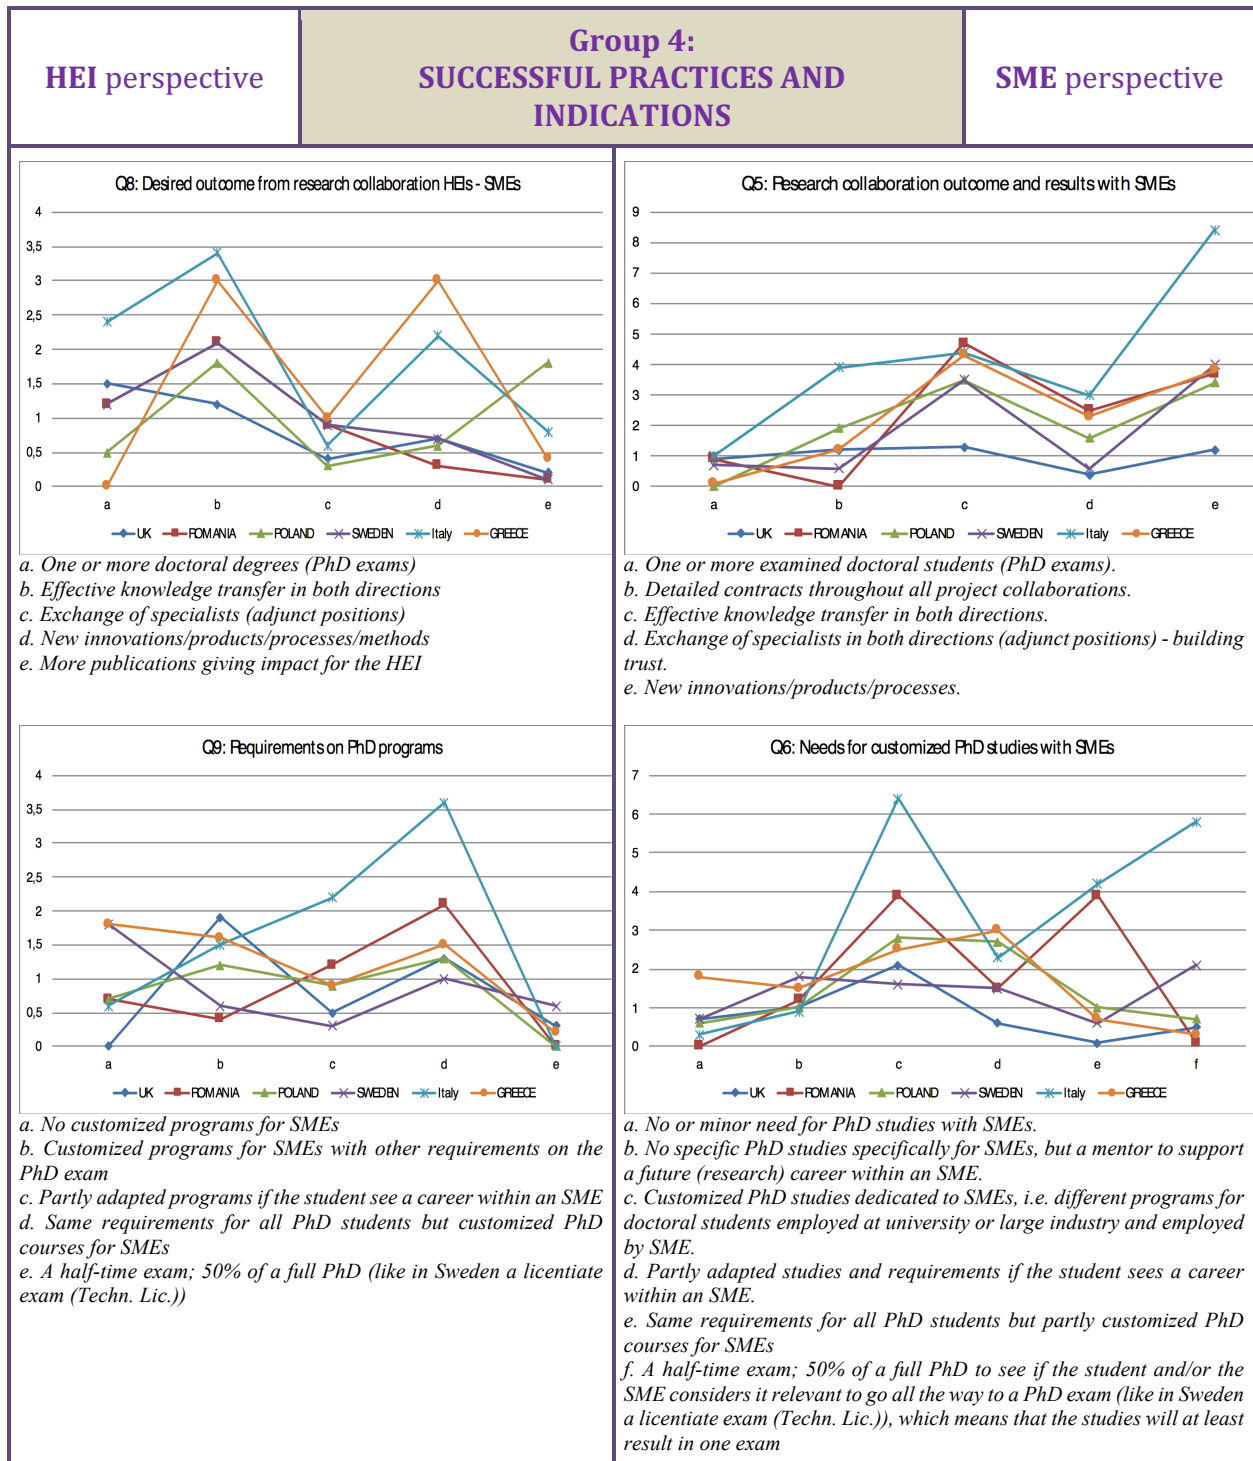 HEI perspective
Group 4:
SUCCESSFUL PRACTICES AND
INDICATIONS
SME perspective
Q8: Desired outcome from research collaboration HEIs - SMEs
4
3,5
3
2,5
2
1,5
1
0,5
0
a b c d e
UK ROMANIA POLAND SWEDEN Italy GREECE
a. One or more doctoral degrees (PhD exams)
b. Effective knowledge transfer in both directions
c. Exchange of specialists (adjunct positions)
d. New innovations/products/processes/methods
e. More publications giving impact for the HEI
Q5: Research collaboration outcome and results with SMEs
9
8
7
6
5
4
3
2
1
0
a b c d e
UK ROMANIA POLAND SWEDEN Italy GREECE
a. One or more examined doctoral students (PhD exams).
b. Detailed contracts throughout all project collaborations.
c. Effective knowledge transfer in both directions.
d. Exchange of specialists in both directions (adjunct positions) - building
trust.
e. New innovations/products/processes.
Q9: Requirements on PhD programs
4
3,5
3
2,5
2
1,5
1
0,5
0
a b c d e
UK ROMANIA POLAND SWEDEN Italy GREECE
a. No customized programs for SMEs
b. Customized programs for SMEs with other requirements on the
PhD exam
c. Partly adapted programs if the student see a career within an SME
d. Same requirements for all PhD students but customized PhD
courses for SMEs
e. A half-time exam; 50% of a full PhD (like in Sweden a licentiate
exam (Techn. Lic.))
Q6: Needs for customized PhD studies with SMEs
7
6
5
4
3
2
1
0
a b c d e f
UK ROMANIA POLAND SWEDEN Italy GREECE
a. No or minor need for PhD studies with SMEs.
b. No specific PhD studies specifically for SMEs, but a mentor to support
a future (research) career within an SME.
c. Customized PhD studies dedicated to SMEs, i.e. different programs for
doctoral students employed at university or large industry and employed
by SME.
d. Partly adapted studies and requirements if the student sees a career
within an SME.
e. Same requirements for all PhD students but partly customized PhD
courses for SMEs
f. A half-time exam; 50% of a full PhD to see if the student and/or the
SME considers it relevant to go all the way to a PhD exam (like in Sweden
a licentiate exam (Techn. Lic.)), which means that the studies will at least
result in one exam